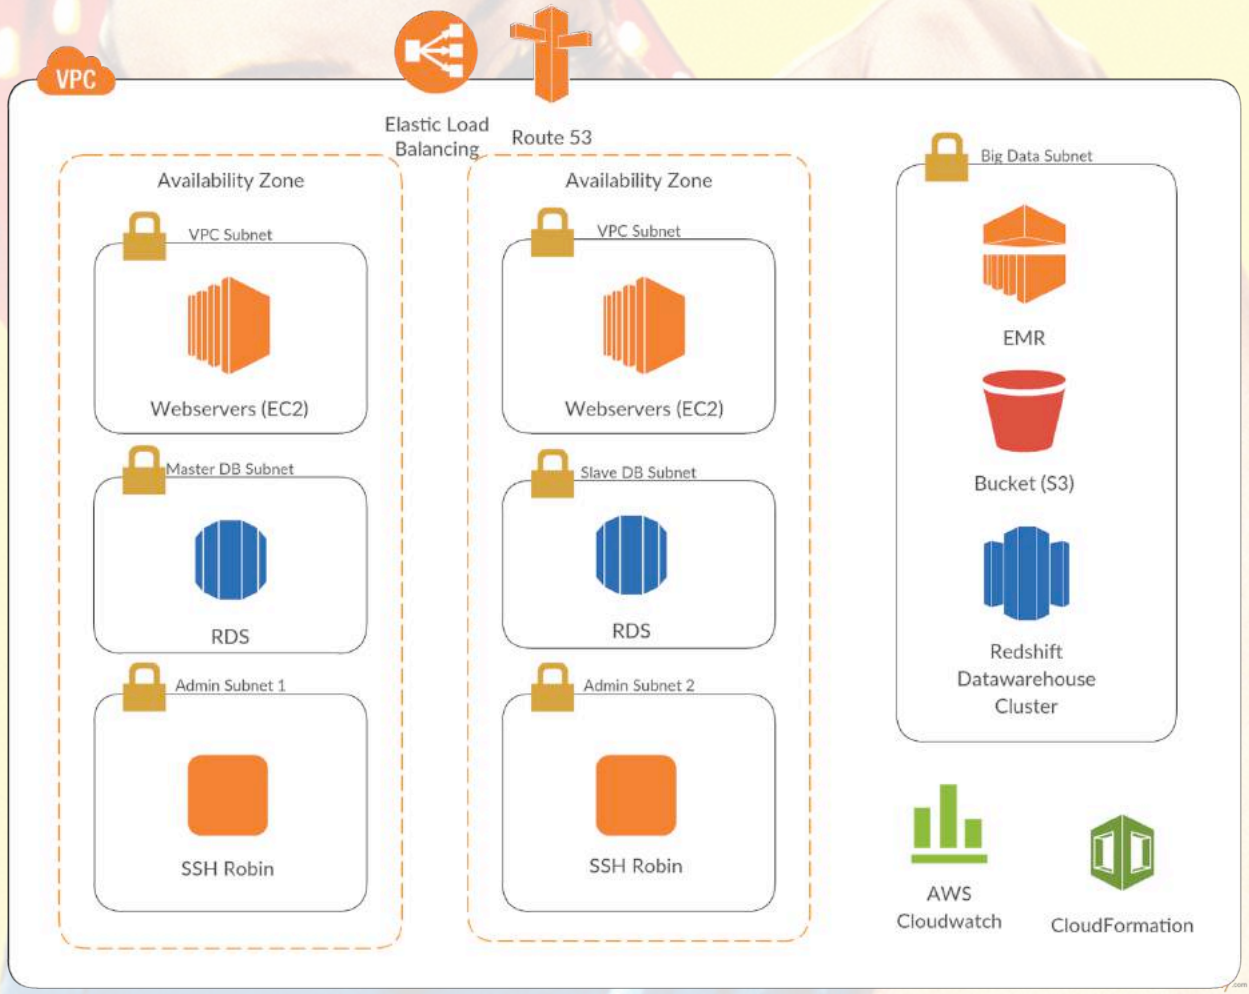 VPC
Elastic Load
Balancing
Route 53
Availability Zone
VPC Subnet
Webservers (EC2)
Master DB Subnet
RDS
Admin Subnet 1
SSH Robin
Availability Zone
VPC Subnet
Webservers (EC2)
Slave DB Subnet
RDS
Admin Subnet 2
SSH Robin
Big Data Subnet
EMR
Bucket (S3)
Redshift
Datawarehouse
Cluster
AWS
Cloudwatch
CloudFormation
.com